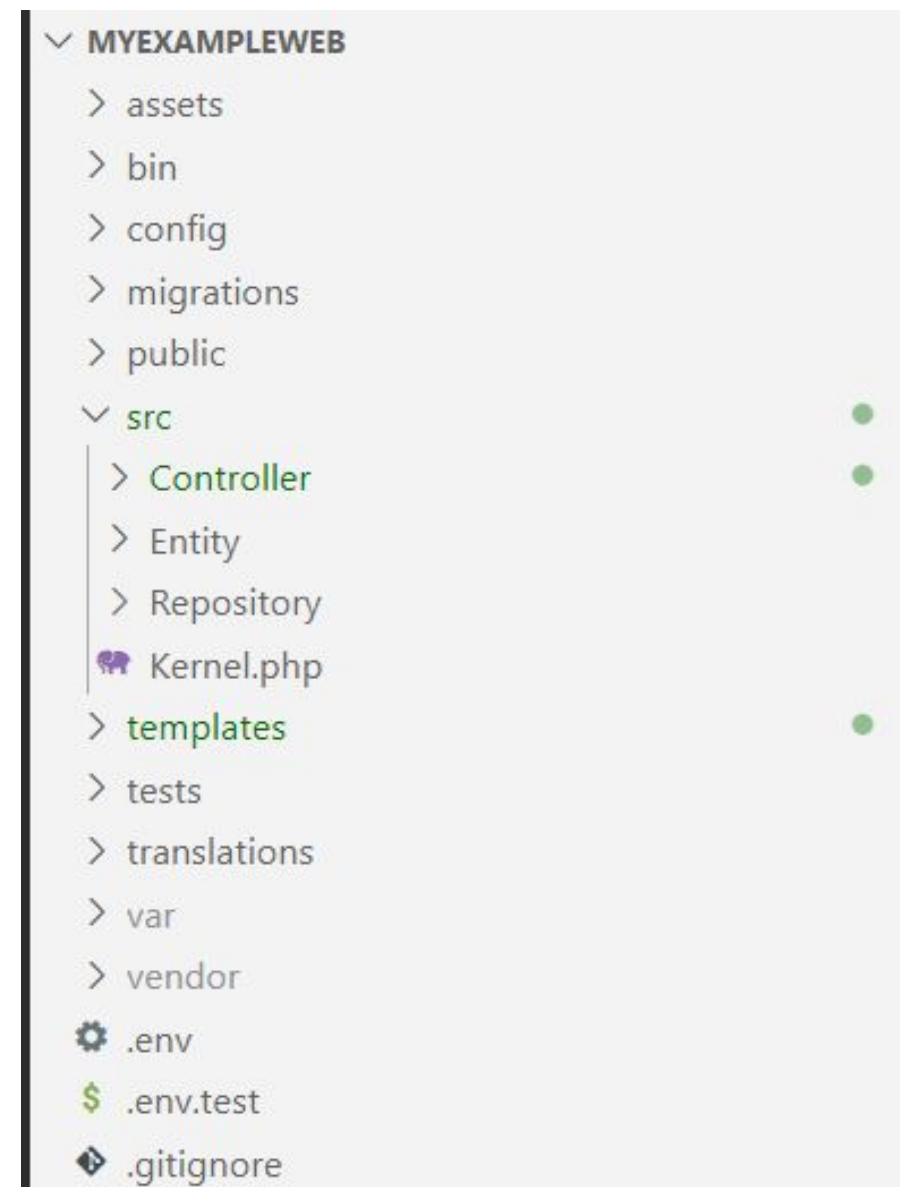 MYEXAMPLEWEB
assets
bin
config
migrations
public
src
Controller
Entity
Repository
Kernel.php
templates
tests
translations
var
vendor
.env
$ .env.test
.gitignore